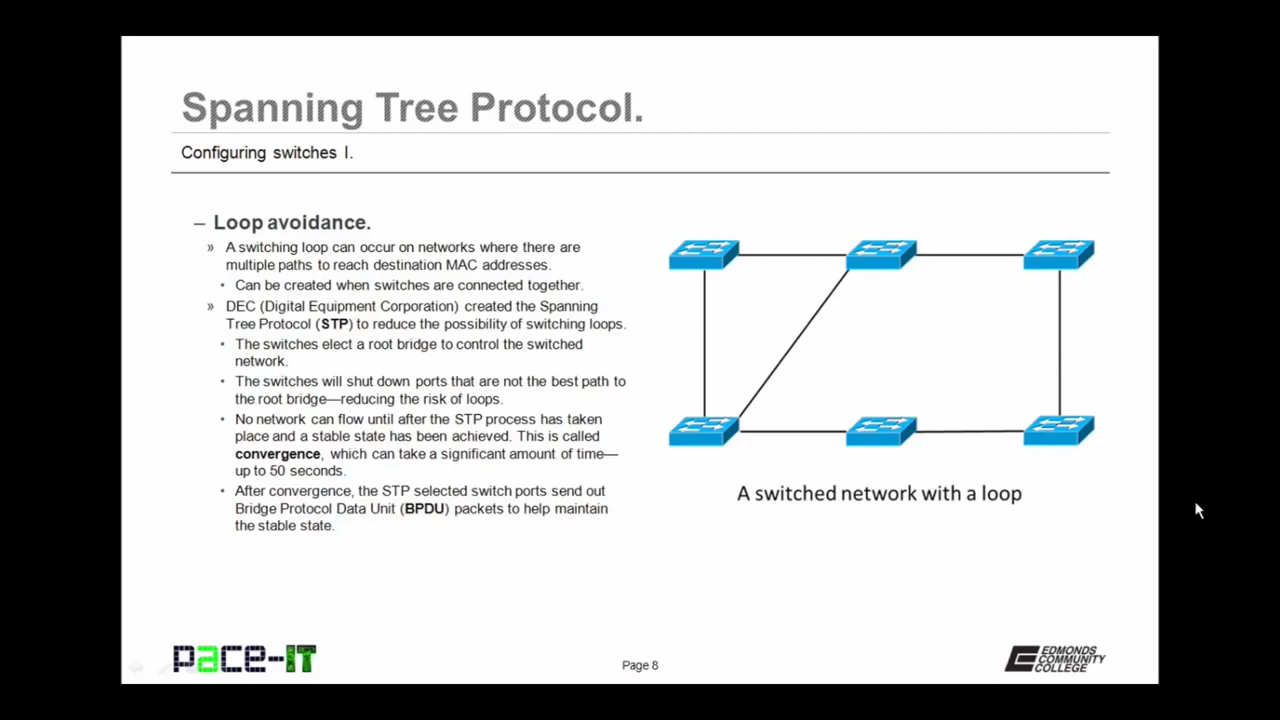 Spanning Tree Protocol.
Configuring switches I.
– Loop avoidance.
» A switching loop can occur on networks where there are
multiple paths to reach destination MAC addresses.
• Can be created when switches are connected together.
» DEC (Digital Equipment Corporation) created the Spanning
Tree Protocol (STP) to reduce the possibility of switching loops.
• The switches elect a root bridge to control the switched
network.
• The switches will shut down ports that are not the best path to
the root bridge—reducing the risk of loops.
• No network can flow until after the STP process has taken
place and a stable state has been achieved. This is called
convergence, which can take a significant amount of time—
up to 50 seconds.
• After convergence, the STP selected switch ports send out
Bridge Protocol Data Unit (BPDU) packets to help maintain
the stable state.
A switched network with a loop
pace-IT
Page 8
EDMONDS
COMMUNITY
COLLEGE